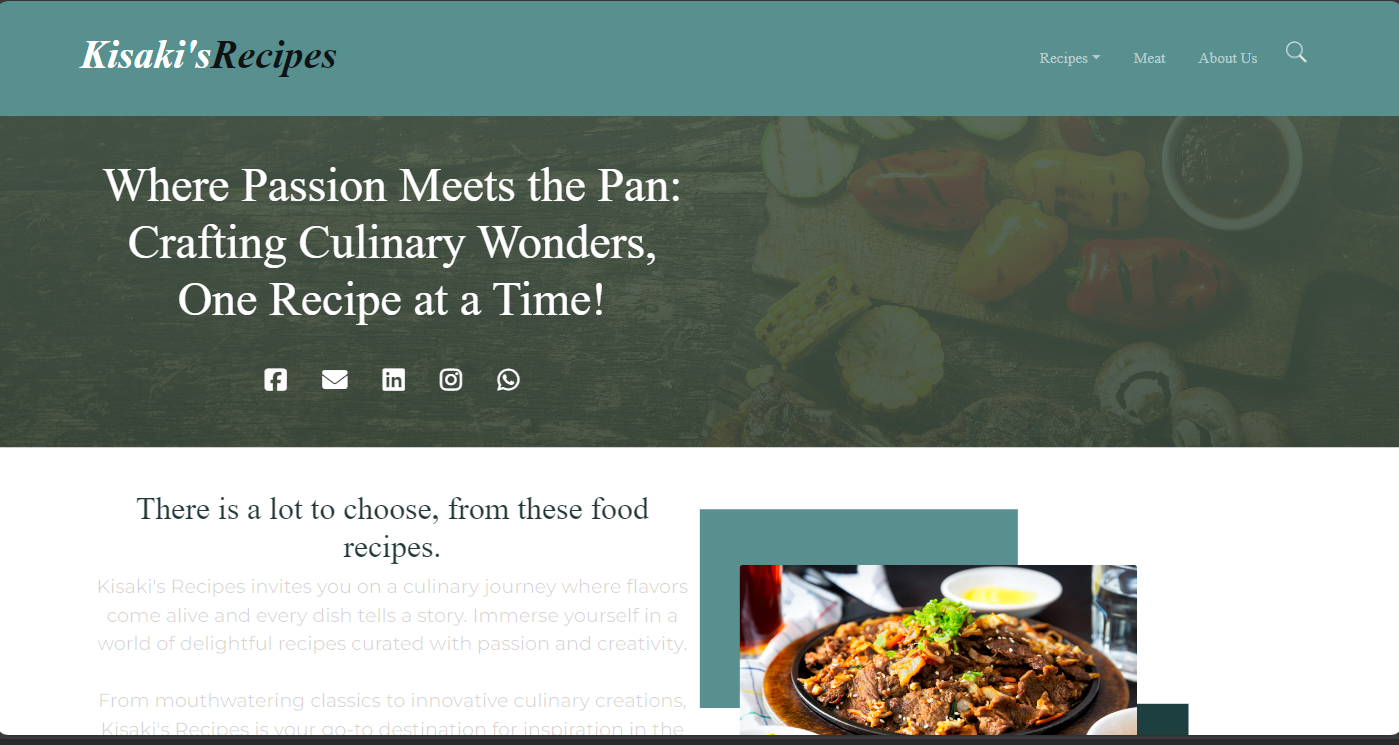 Kisaki'sRecipes
Recipes Meat About Us
Where Passion Meets the Pan:
Crafting Culinary Wonders,
One Recipe at a Time!
There is a lot to choose, from these food
recipes.
Kisaki's Recipes invites you on a culinary journey where flavors
come alive and every dish tells a story. Immerse yourself in a
world of delightful recipes curated with passion and creativity.
From mouthwatering classics to innovative culinary creations,
Kisaki's Recipes is your go-to destination for inspiration in the